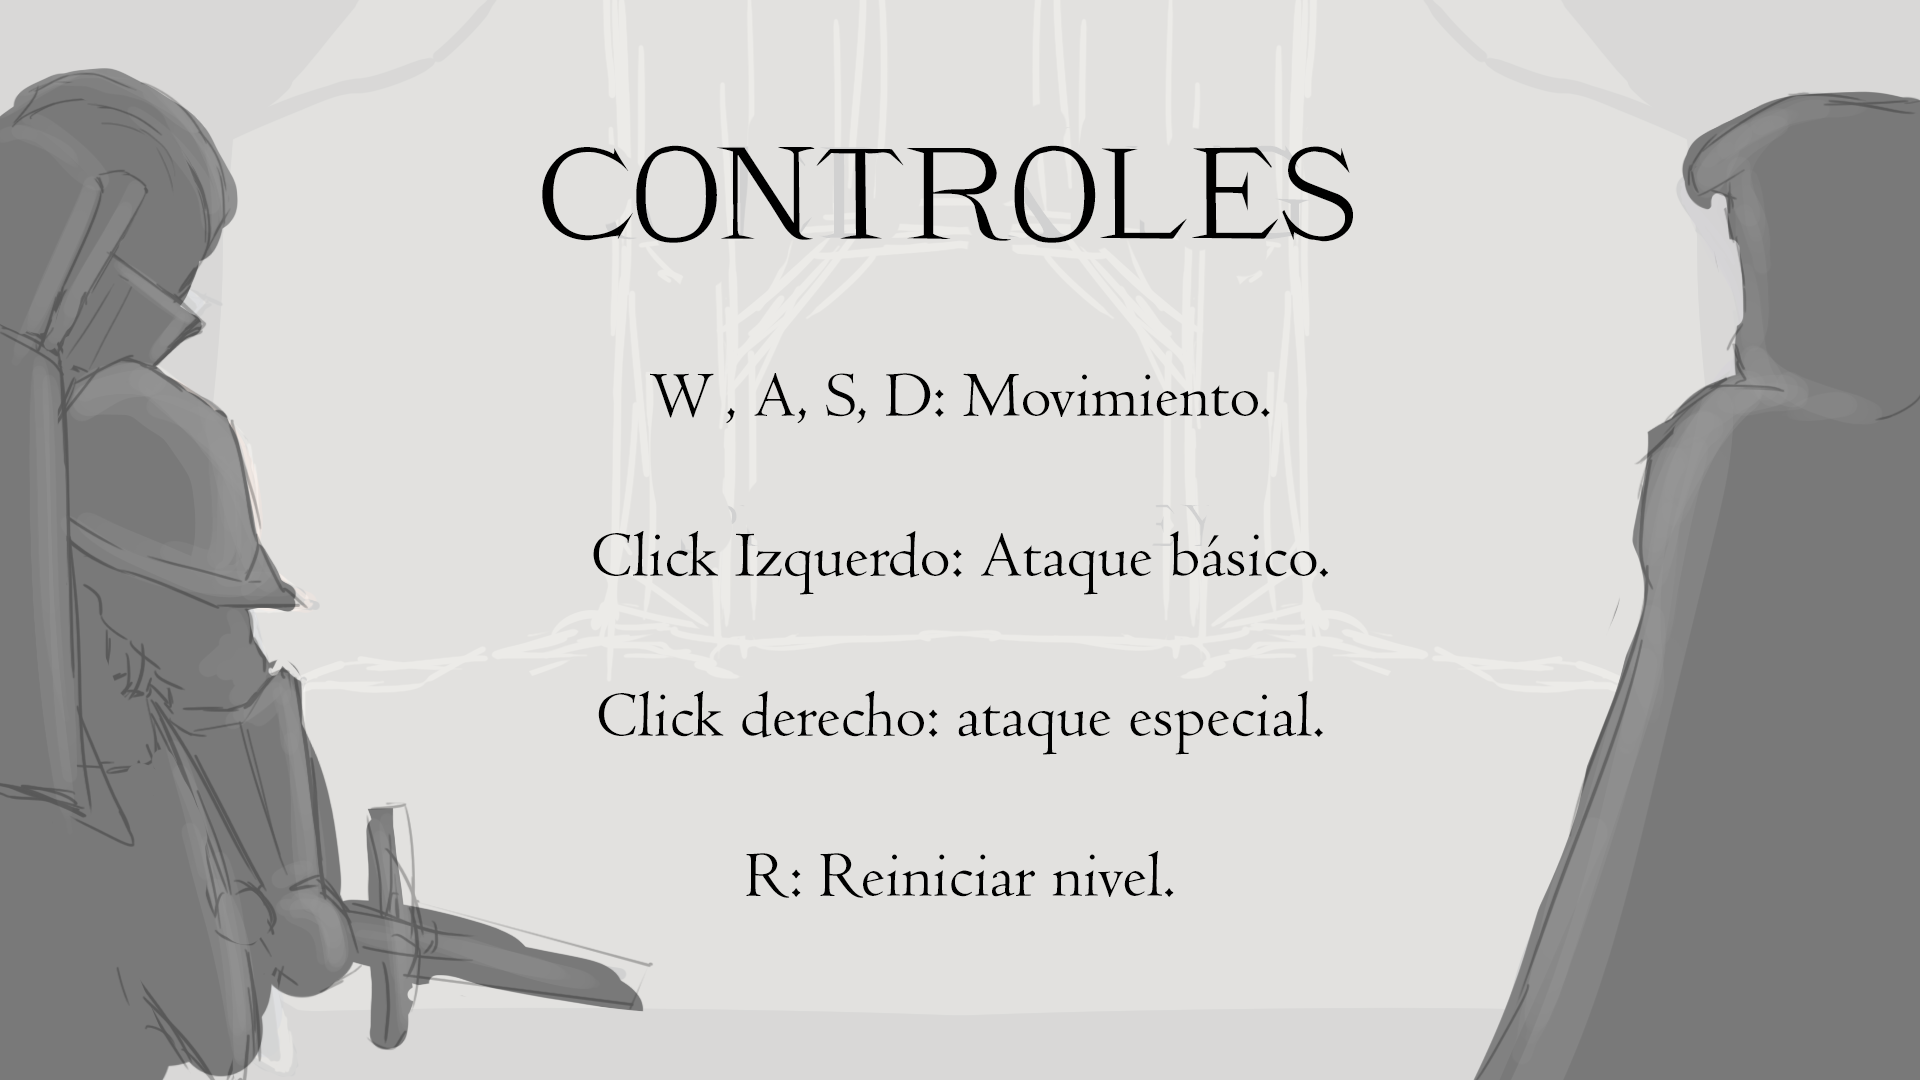 CONTROLES
W , A, S, D: Movimiento.
Click Izquerdo: Ataque básico.
Click derecho: ataque especial.
R: Reiniciar nivel.